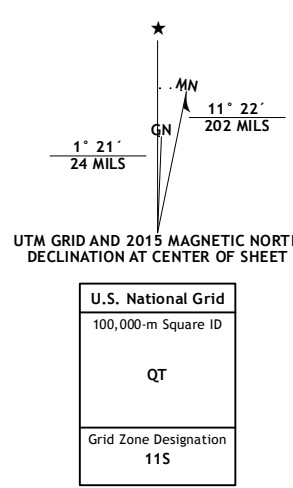 MN
11° 22´
202 MILS
GN
1° 21´
24 MILS
UTM GRID AND 2015 MAGNETIC NORTH
DECLINATION AT CENTER OF SHEET
U.S. National Grid
100,000-m Square ID
QT
Grid Zone Designation
11S